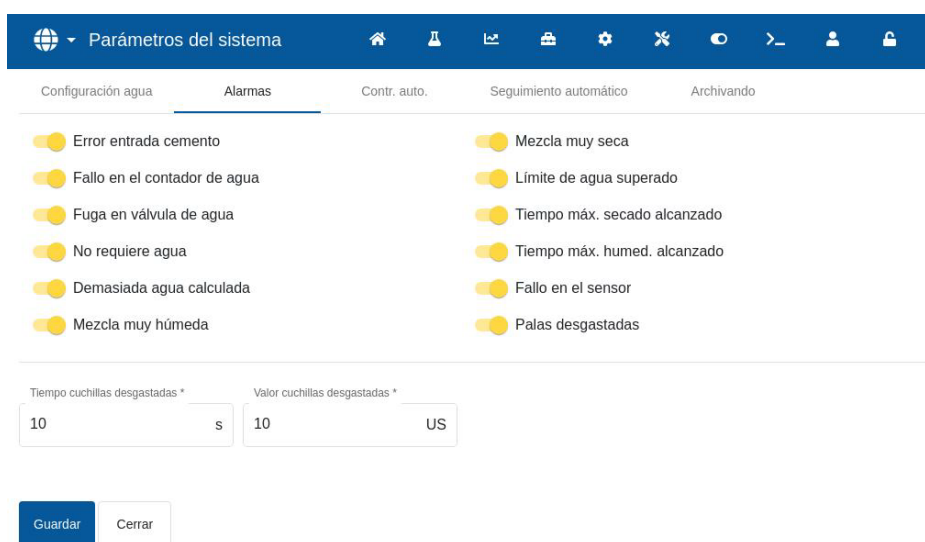 Parámetros del sistema
Configuración agua
Alarmas
Contr. auto.
Seguimiento automático
Archivando
Error entrada cemento
Fallo en el contador de agua
Fuga en válvula de agua
No requiere agua
Demasiada agua calculada
Mezcla muy húmeda
Mezcla muy seca
Límite de agua superado
Tiempo máx. secado alcanzado
Tiempo máx. humed. alcanzado
Fallo en el sensor
Palas desgastadas
Tiempo cuchillas desgastadas *
10 s
Valor cuchillas desgastadas *
10 US
Guardar
Cerrar